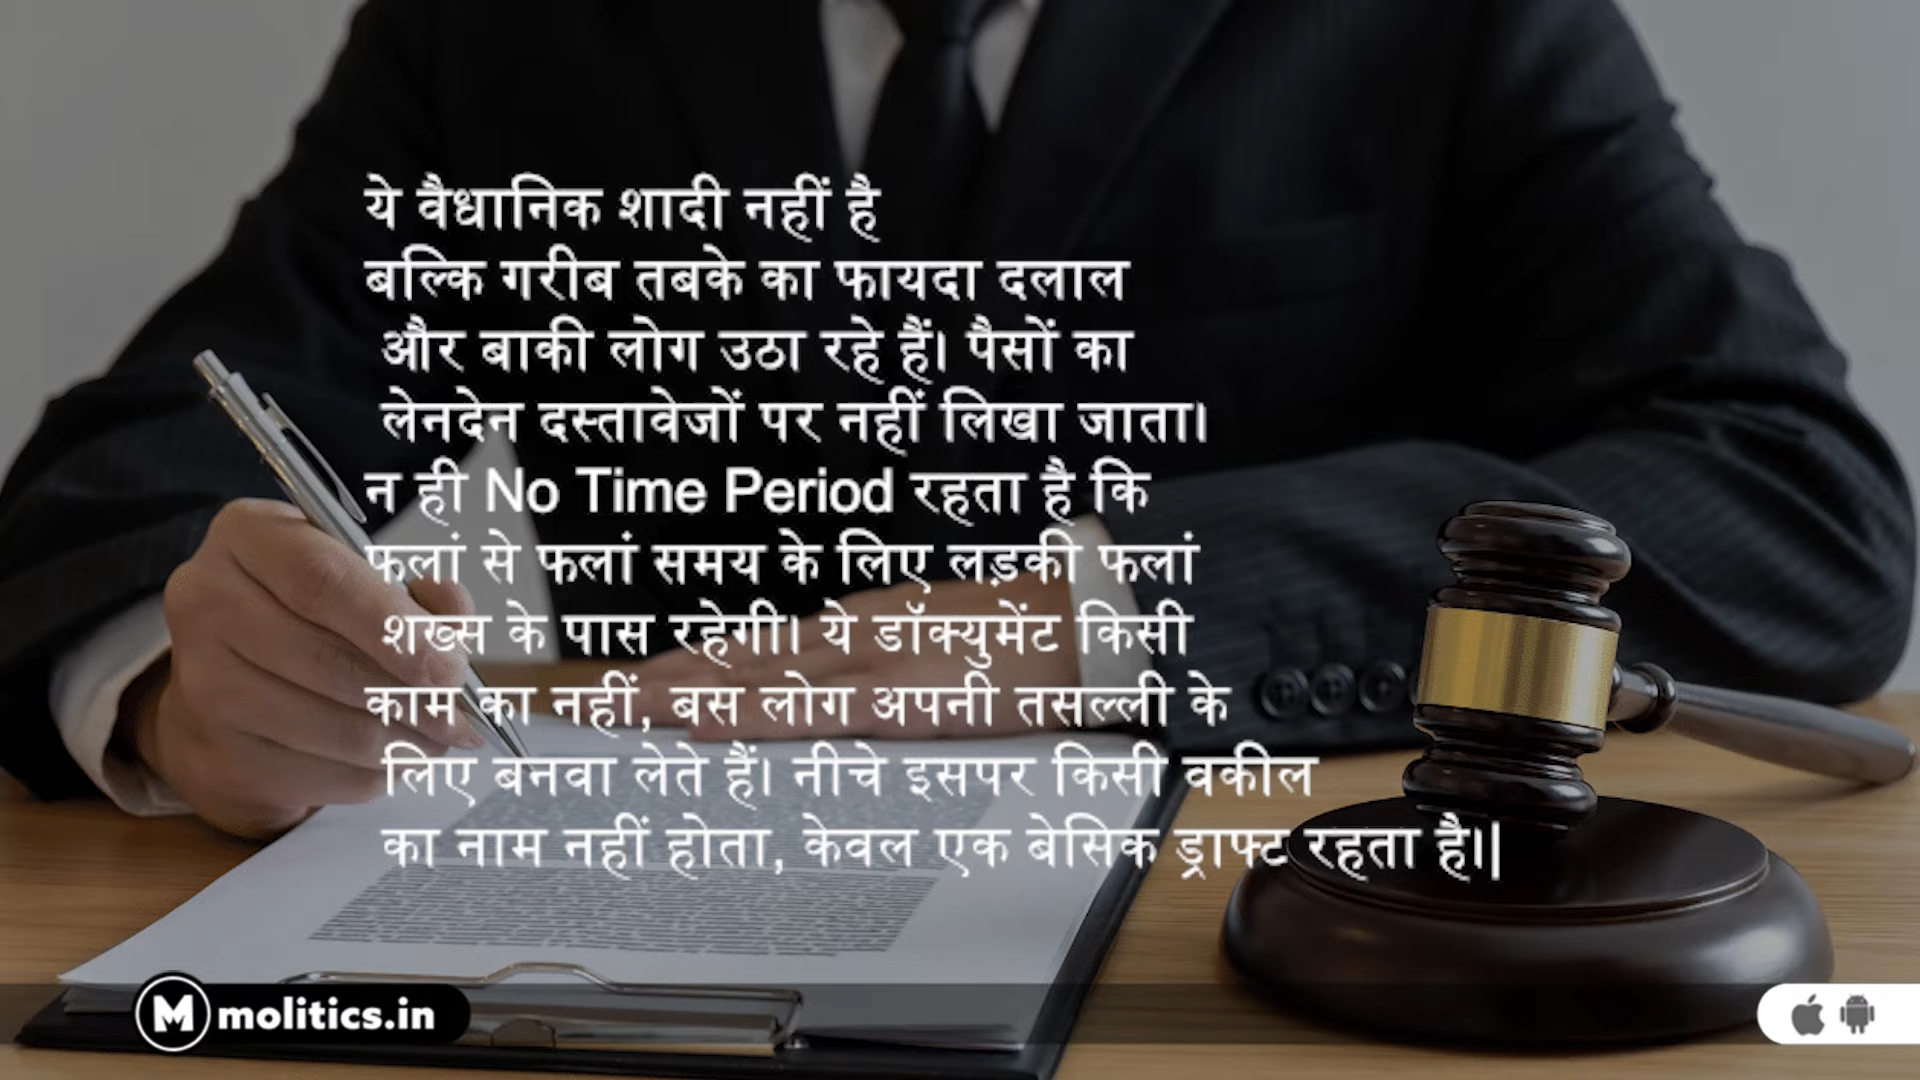 ये वैधानिक शादी नहीं है
बल्कि गरीब तबके का फायदा दलाल
और बाकी लोग उठा रहे हैं। पैसों का
लेनदेन दस्तावेजों पर नहीं लिखा जाता।
न ही No Time Period रहता है कि
फलां से फलां समय के लिए लड़की फलां
शख्स के पास रहेगी। ये डॉक्युमेंट किसी
काम का नहीं, बस लोग अपनी तसल्ली के
लिए बनवा लेते हैं। नीचे इसपर किसी वकील
का नाम नहीं होता, केवल एक बेसिक ड्राफ्ट रहता है।|
M molitics.in